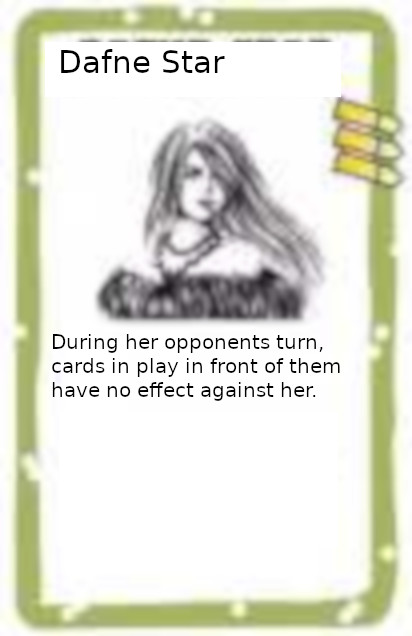 Dafne Star
During her opponents turn,
cards in play in front of them
have no effect against her.